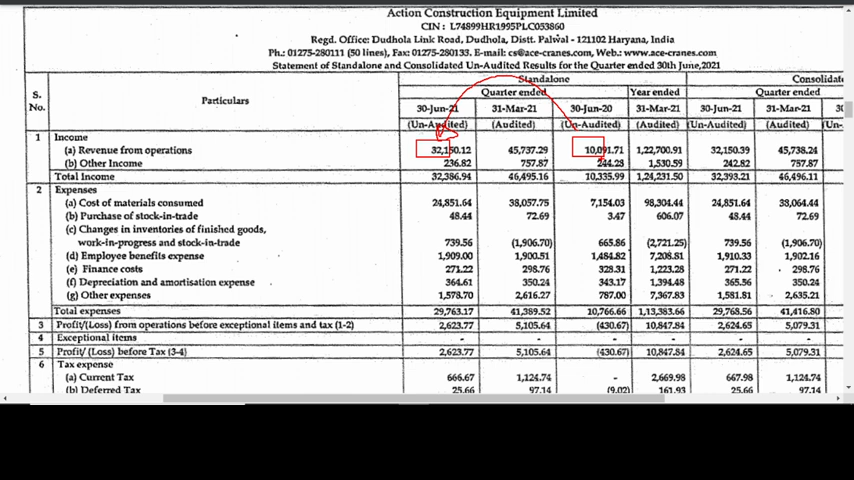 Action Construction Equipment Limited
CIN : L74899HR1995PLC053860
Regd. Office: Dudhola Link Road, Dudhola, Distt. Palwal - 121102 Haryana, India
Ph.: 01275-280111 (50 lines), Fax: 01275-280133. E-mail: cs@ace-cranes.com, Web.: www.ace-cranes.com
Statement of Standalone and Consolidated Un-Audited Results for the Quarter ended 30th June,2021
S. No. Particulars Standalone Consolidate
Quarter ended Year ended Quarter ended
30-Jun-21 31-Mar-21 30-Jun-20 31-Mar-21 30-Jun-21 31-Mar-21 30
(Un-Audited) (Audited) (Un-Audited) (Audited) (Un-Audited) (Audited) (Un-
1 Income
(a) Revenue from operations 32,150.12 45,737.29 10,091.71 1,22,700.91 32,150.39 45,738.24
(b) Other Income 236.82 757.87 244.28 1,530.59 242.82 757.87
Total Income 32,386.94 46,495.16 10,335.99 1,24,231.50 32,393.21 46,496.11
2 Expenses
(a) Cost of materials consumed 24,851.64 38,057.75 7,154.03 98,304.44 24,851.64 38,064.44
(b) Purchase of stock-in-trade 48.44 72.69 3.47 606.07 48.44 72.69
(c) Changes in inventories of finished goods,
work-in-progress and stock-in-trade 739.56 (1,906.70) 665.86 (2,721.25) 739.56 (1,906.70)
(d) Employee benefits expense 1,909.00 1,900.51 1,484.82 7,208.81 1,910.33 1,902.16
(e) Finance costs 271.22 298.76 328.31 1,223.28 271.22 298.76
(f) Depreciation and amortisation expense 364.61 350.24 343.17 1,394.48 365.56 350.24
(g) Other expenses 1,578.70 2,616.27 787.00 7,367.83 1,581.81 2,635.21
Total expenses 29,763.17 41,389.52 10,766.66 1,13,383.66 29,768.56 41,416.80
3 Profit/(Loss) from operations before exceptional items and tax (1-2) 2,623.77 5,105.64 (430.67) 10,847.84 2,624.65 5,079.31
4 Exceptional items - - - - - -
5 Profit/ (Loss) before Tax (3-4) 2,623.77 5,105.64 (430.67) 10,847.84 2,624.65 5,079.31
6 Tax expense
(a) Current Tax 666.67 1,124.74 - 2,669.98 667.98 1,124.74
(b) Deferred Tax 25.66 97.14 (9.02) 161.93 25.66 97.14